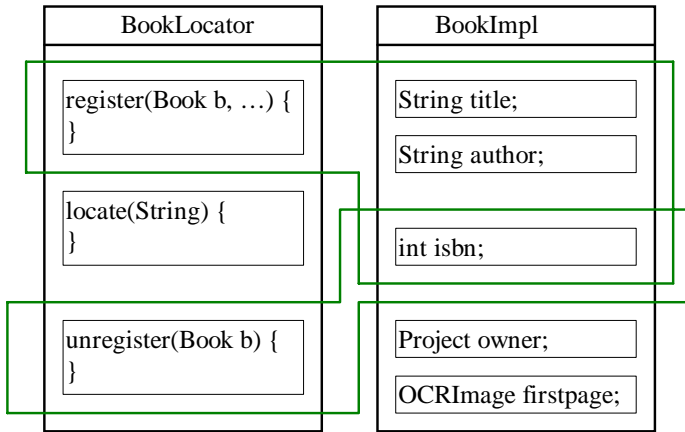 BookLocator
register(Book b, …) {
}
locate(String) {
}
unregister(Book b) {
}
BookImpl
String title;
String author;
int isbn;
Project owner;
OCRImage firstpage;